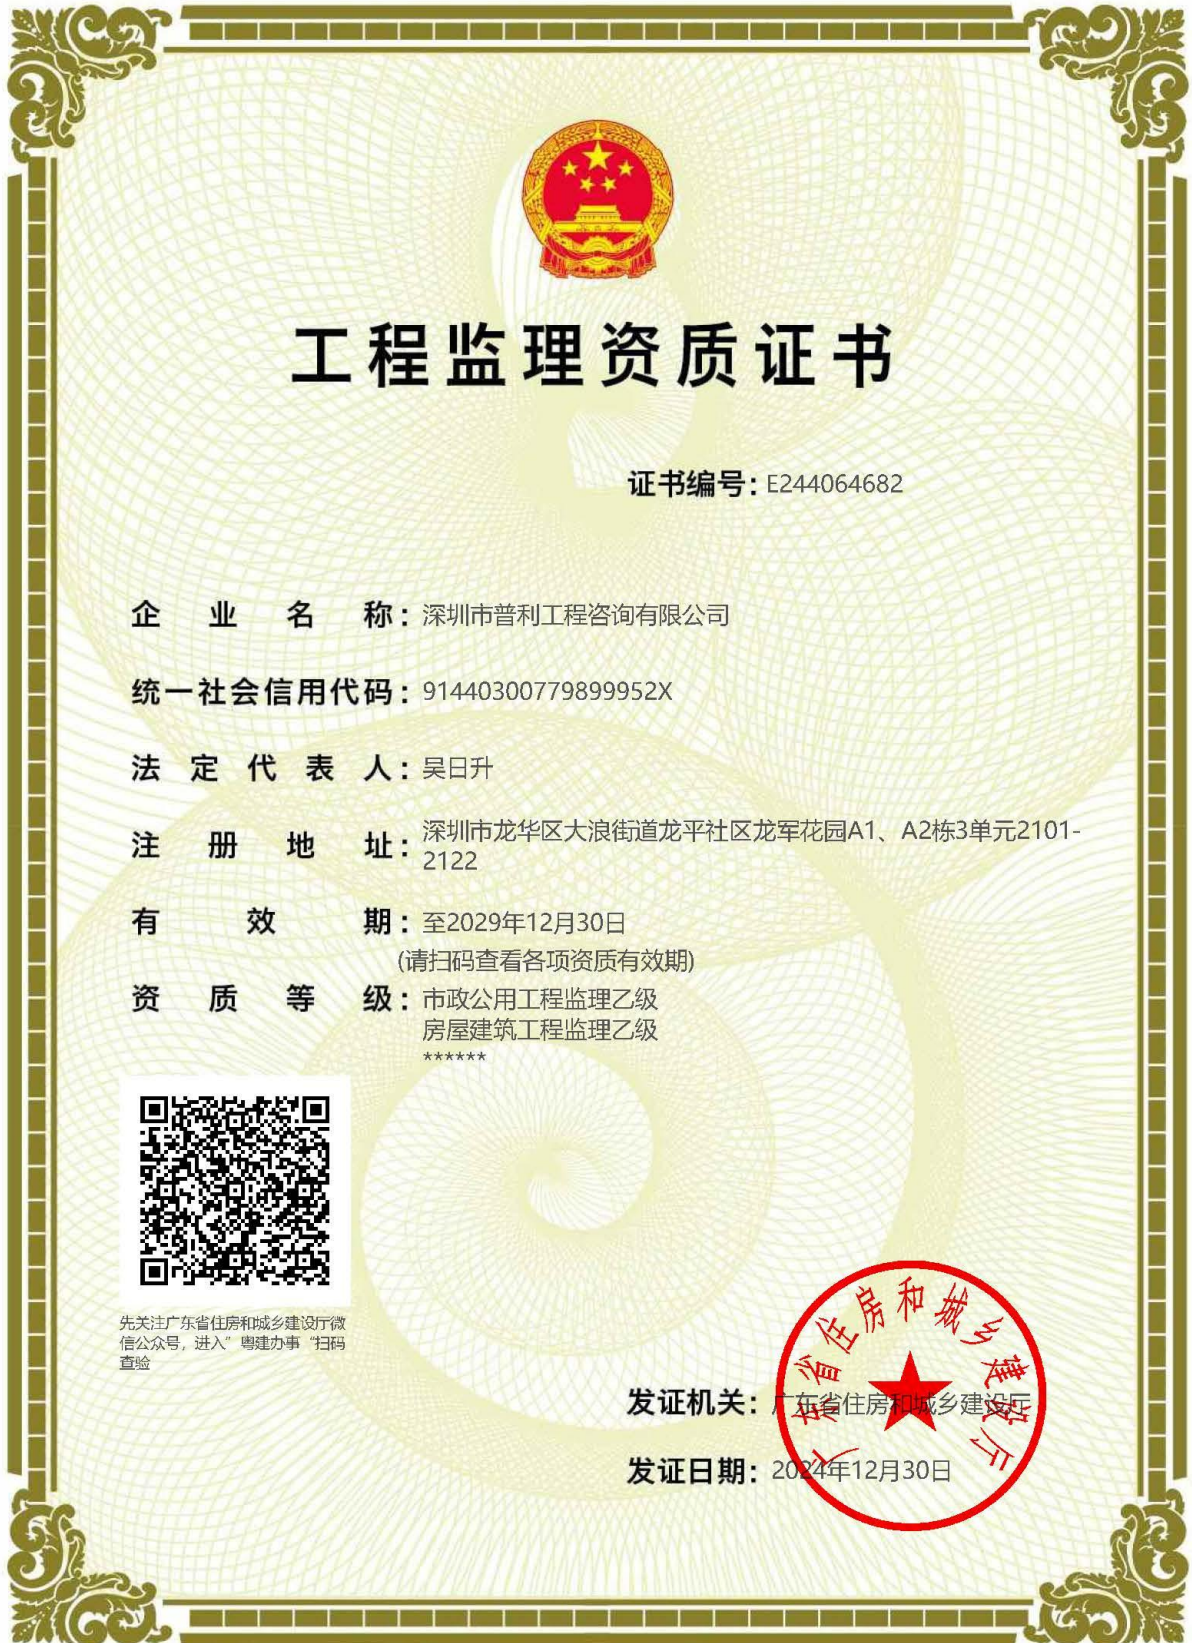 工程监理资质证书
证书编号：E244064682
企业名称：深圳市普利工程咨询有限公司
统一社会信用代码：91440300779899952X
法定代表人：吴日升
注册地址：深圳市龙华区大浪街道龙平社区龙军花园A1、A2栋3单元2101-
2122
有效期：至2029年12月30日
(请扫码查看各项资质有效期)
资质等级：市政公用工程监理乙级
房屋建筑工程监理乙级
******
先关注广东省住房和城乡建设厅微
信公众号，进入”粤建办事“扫码
查验
广东省住房和城乡建设厅
发证机关：广东省住房和城乡建设厅
发证日期：2024年12月30日